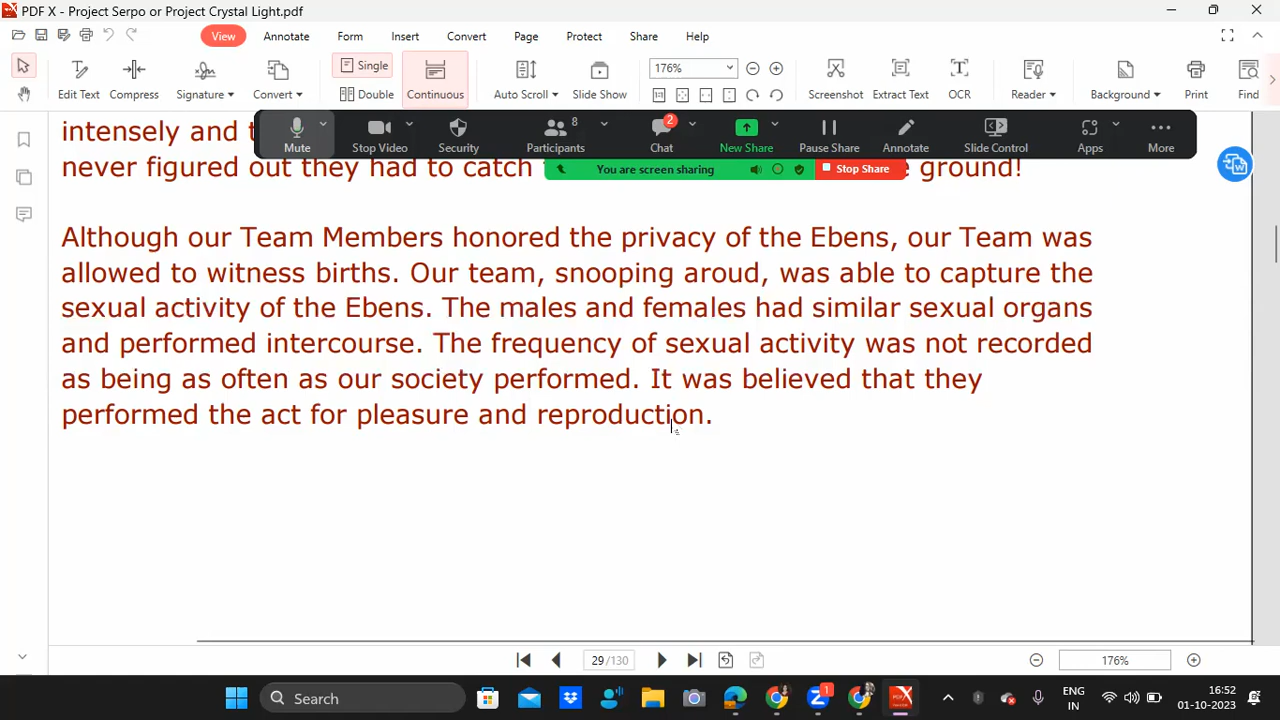 PDF X - Project Serpo or Project Crystal Light.pdf
View Annotate Form Insert Convert Page Protect Share Help
Edit Text Compress Signature Convert Single Double Continuous Auto Scroll Slide Show 176% Screenshot Extract Text OCR Reader Background Print Find
intensely and t
Mute Stop Video Security Participants 8 Chat 2 New Share Pause Share Annotate Slide Control Apps More
never figured out they had to catch
You are screen sharing Stop Share
ground!
Although our Team Members honored the privacy of the Ebens, our Team was
allowed to witness births. Our team, snooping aroud, was able to capture the
sexual activity of the Ebens. The males and females had similar sexual organs
and performed intercourse. The frequency of sexual activity was not recorded
as being as often as our society performed. It was believed that they
performed the act for pleasure and reproduction.
29 /130 176%
Search 1 ENG IN 16:52 01-10-2023